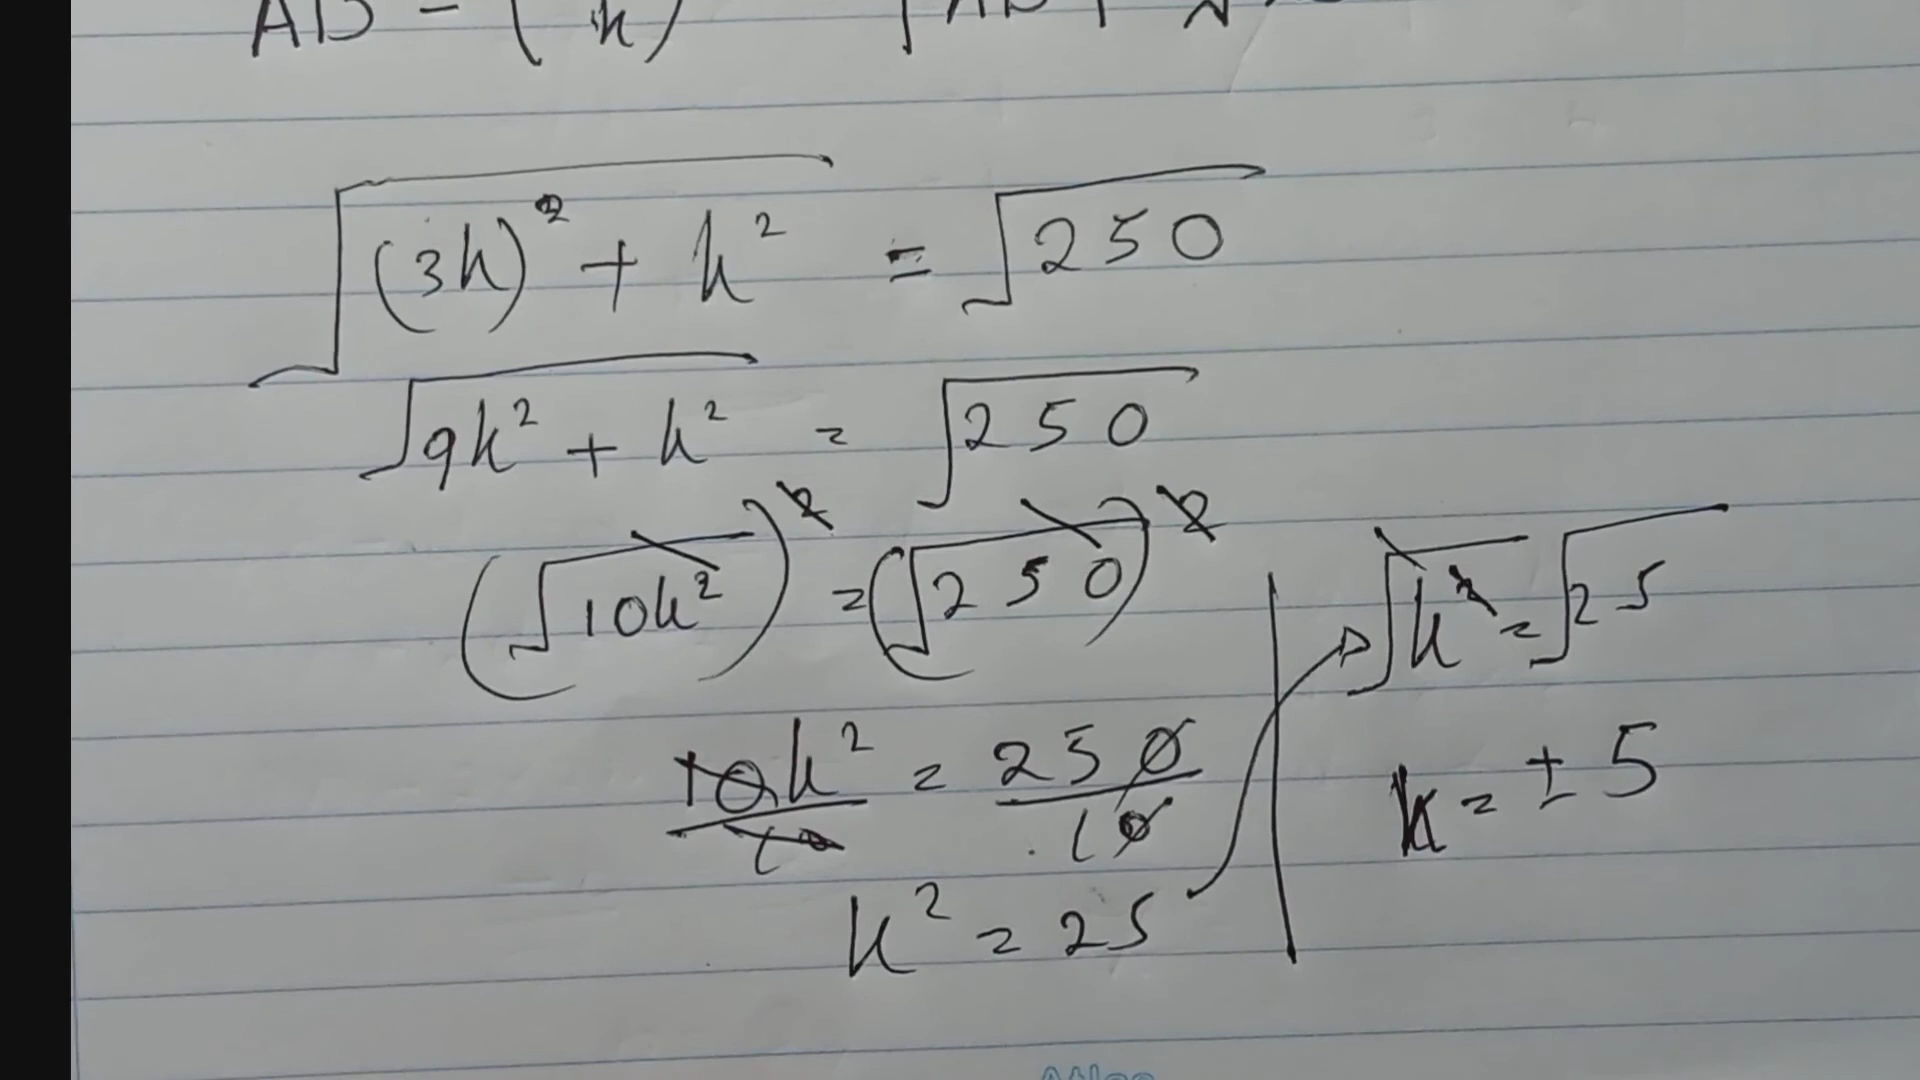 √((3k)² + k²) = √250
√(9k² + k²) = √250
(√(10k²))² = (√250)²
10k²/10 = 250/10
k² = 25
√(k²) = √25
k = ± 5